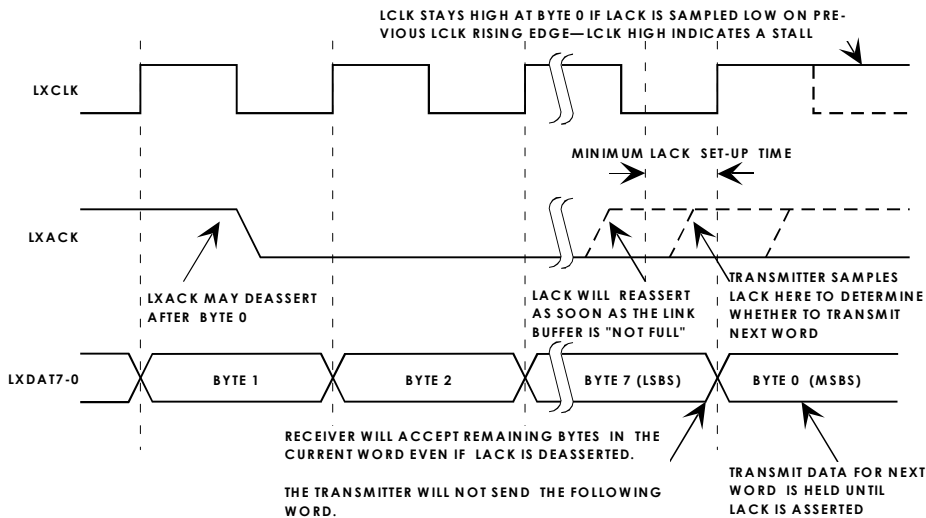 LCLK STAYS HIGH AT BYTE 0 IF LACK IS SAMPLED LOW ON PRE-
VIOUS LCLK RISING EDGE—LCLK HIGH INDICATES A STALL
LXCLK
MINIMUM LACK SET-UP TIME
LXACK
LXACK MAY DEASSERT
AFTER BYTE 0
LACK WILL REASSERT
AS SOON AS THE LINK
BUFFER IS "NOT FULL"
TRANSMITTER SAMPLES
LACK HERE TO DETERMINE
WHETHER TO TRANSMIT
NEXT WORD
LXDAT7-0
BYTE 1
BYTE 2
BYTE 7 (LSBS)
BYTE 0 (MSBS)
RECEIVER WILL ACCEPT REMAINING BYTES IN THE
CURRENT WORD EVEN IF LACK IS DEASSERTED.
THE TRANSMITTER WILL NOT SEND THE FOLLOWING
WORD.
TRANSMIT DATA FOR NEXT
WORD IS HELD UNTIL
LACK IS ASSERTED